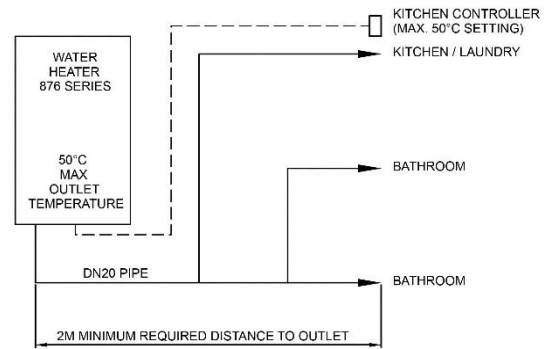 KITCHEN CONTROLLER
(MAX. 50°C SETTING)
KITCHEN / LAUNDRY
WATER
HEATER
876 SERIES
50°C
MAX
OUTLET
TEMPERATURE
BATHROOM
DN20 PIPE
BATHROOM
2M MINIMUM REQUIRED DISTANCE TO OUTLET